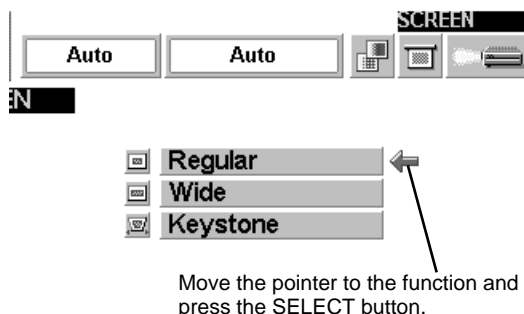 SCREEN
Auto Auto
EN
Regular
Wide
Keystone
Move the pointer to the function and
press the SELECT button.